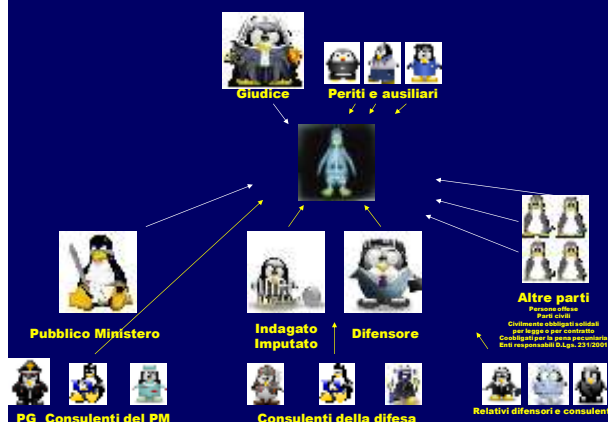 Giudice
Periti e ausiliari
Pubblico Ministero
Indagato
Imputato
Difensore
Altre parti
Persone offese
Parti civili
Civilmente obbligati solidali
per legge o per contratto
Coobligati per la pena pecuniaria
Enti responsabili D.Lgs. 231/2001
PG
Consulenti del PM
Consulenti della difesa
Relativi difensori e consulenti